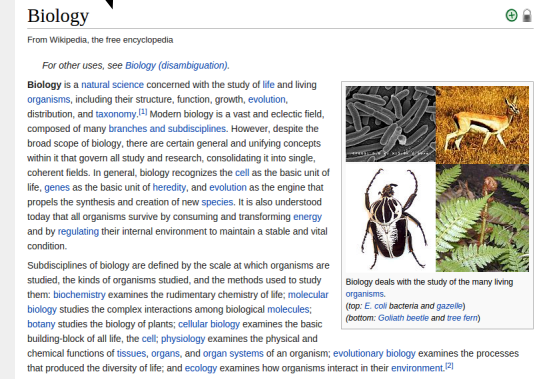 Biology
From Wikipedia, the free encyclopedia
For other uses, see Biology (disambiguation).
Biology is a natural science concerned with the study of life and living
organisms, including their structure, function, growth, evolution,
distribution, and taxonomy.[1] Modern biology is a vast and eclectic field,
composed of many branches and subdisciplines. However, despite the
broad scope of biology, there are certain general and unifying concepts
within it that govern all study and research, consolidating it into single,
coherent fields. In general, biology recognizes the cell as the basic unit of
life, genes as the basic unit of heredity, and evolution as the engine that
propels the synthesis and creation of new species. It is also understood
today that all organisms survive by consuming and transforming energy
and by regulating their internal environment to maintain a stable and vital
condition.
Subdisciplines of biology are defined by the scale at which organisms are
studied, the kinds of organisms studied, and the methods used to study
them: biochemistry examines the rudimentary chemistry of life; molecular
biology studies the complex interactions among biological molecules;
botany studies the biology of plants; cellular biology examines the basic
building-block of all life, the cell; physiology examines the physical and
chemical functions of tissues, organs, and organ systems of an organism; evolutionary biology examines the processes
that produced the diversity of life; and ecology examines how organisms interact in their environment.[2]
Biology deals with the study of the many living
organisms.
(top: E. coli bacteria and gazelle)
(bottom: Goliath beetle and tree fern)